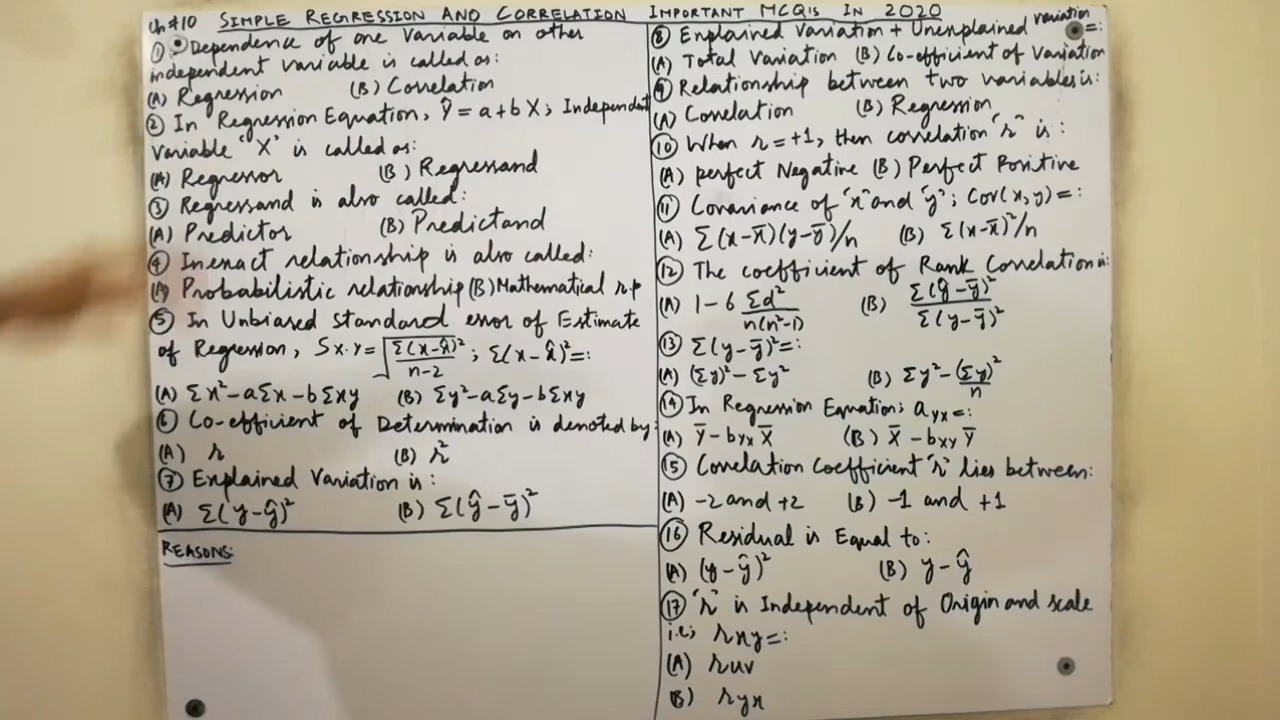 Ch #10 SIMPLE REGRESSION AND CORRELATION IMPORTANT MCQ'S IN 2020
① Dependence of one Variable on other
independent variable is called as:
(A) Regression (B) Correlation
② In Regression Equation, Ŷ = a + b X; Independent
Variable "X" is called as:
(A) Regressor (B) Regressand
③ Regressand is also called:
(A) Predictor (B) Predictand
④ Inexact relationship is also called:
(A) Probabilistic relationship (B) Mathematical r.p
⑤ In Unbiased Standard error of Estimate
of Regression, Sx.y = √Σ(x-x̂)²/n-2 ; Σ(x-x̂)²=:
(A) Σx²-aΣx-bΣxy (B) Σy²-aΣy-bΣxy
⑥ Co-efficient of Determination is denoted by:
(A) r (B) r²
⑦ Explained Variation is:
(A) Σ(y-ŷ)² (B) Σ(ŷ-ȳ)²
REASONS:
⑧ Explained Variation + Unexplained variation =:
(A) Total Variation (B) Co-efficient of Variation
⑨ Relationship between two variables is:
(A) Correlation (B) Regression
⑩ When r = +1, then correlation "r" is:
(A) perfect Negative (B) Perfect Positive
⑪ Covariance of "x" and "y"; Cov(x,y)=:
(A) Σ(x-x̄)(y-ȳ)/n (B) Σ(x-x̄)²/n
⑫ The coefficient of Rank Correlation is:
(A) 1-6 Σd²/n(n²-1) (B) Σ(ŷ-ȳ)²/Σ(y-ȳ)²
⑬ Σ(y-ȳ)²=:
(A) (Σy)²-Σy² (B) Σy²-(Σy)²/n
⑭ In Regression Equation; ayx=:
(A) Ȳ-byx X̄ (B) X̄-bxy Ȳ
⑮ Correlation Coefficient "r" lies between:
(A) -2 and +2 (B) -1 and +1
⑯ Residual is Equal to:
(A) (y-ŷ)² (B) y-ŷ
⑰ "r" is Independent of Origin and scale
i.e; rxy=:
(A) ruv
(B) ryx